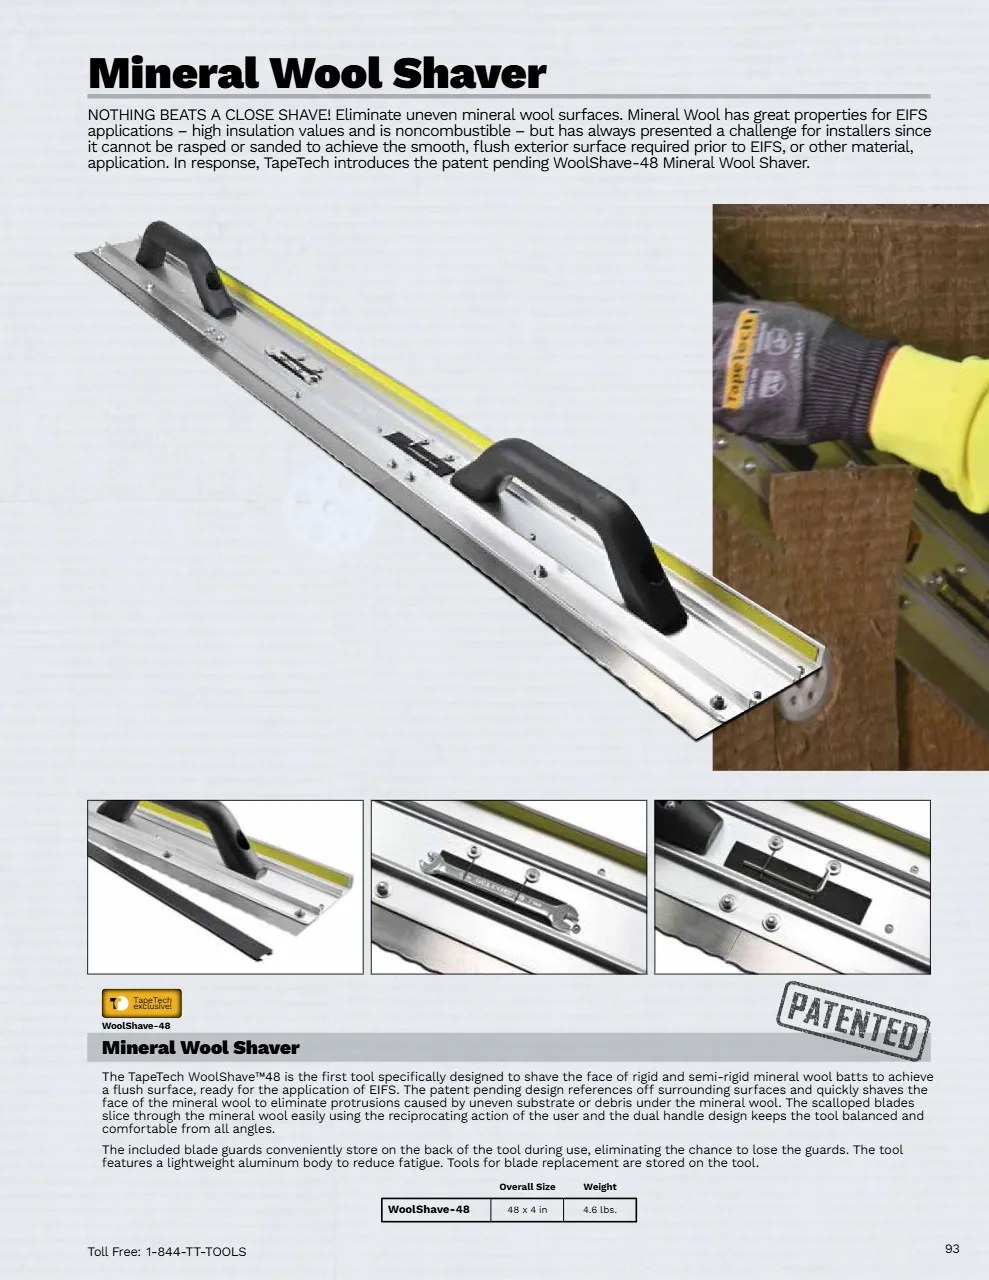 Mineral Wool Shaver
NOTHING BEATS A CLOSE SHAVE! Eliminate uneven mineral wool surfaces. Mineral Wool has great properties for EIFS
applications – high insulation values and is noncombustible – but has always presented a challenge for installers since
it cannot be rasped or sanded to achieve the smooth, flush exterior surface required prior to EIFS, or other material,
application. In response, TapeTech introduces the patent pending WoolShave-48 Mineral Wool Shaver.
TapeTech
TapeTech
exclusive!
WoolShave-48
PATENTED
Mineral Wool Shaver
The TapeTech WoolShave™48 is the first tool specifically designed to shave the face of rigid and semi-rigid mineral wool batts to achieve
a flush surface, ready for the application of EIFS. The patent pending design references off surrounding surfaces and quickly shaves the
face of the mineral wool to eliminate protrusions caused by uneven substrate or debris under the mineral wool. The scalloped blades
slice through the mineral wool easily using the reciprocating action of the user and the dual handle design keeps the tool balanced and
comfortable from all angles.
The included blade guards conveniently store on the back of the tool during use, eliminating the chance to lose the guards. The tool
features a lightweight aluminum body to reduce fatigue. Tools for blade replacement are stored on the tool.
Overall Size Weight
WoolShave-48 48 x 4 in 4.6 lbs.
Toll Free: 1-844-TT-TOOLS
93